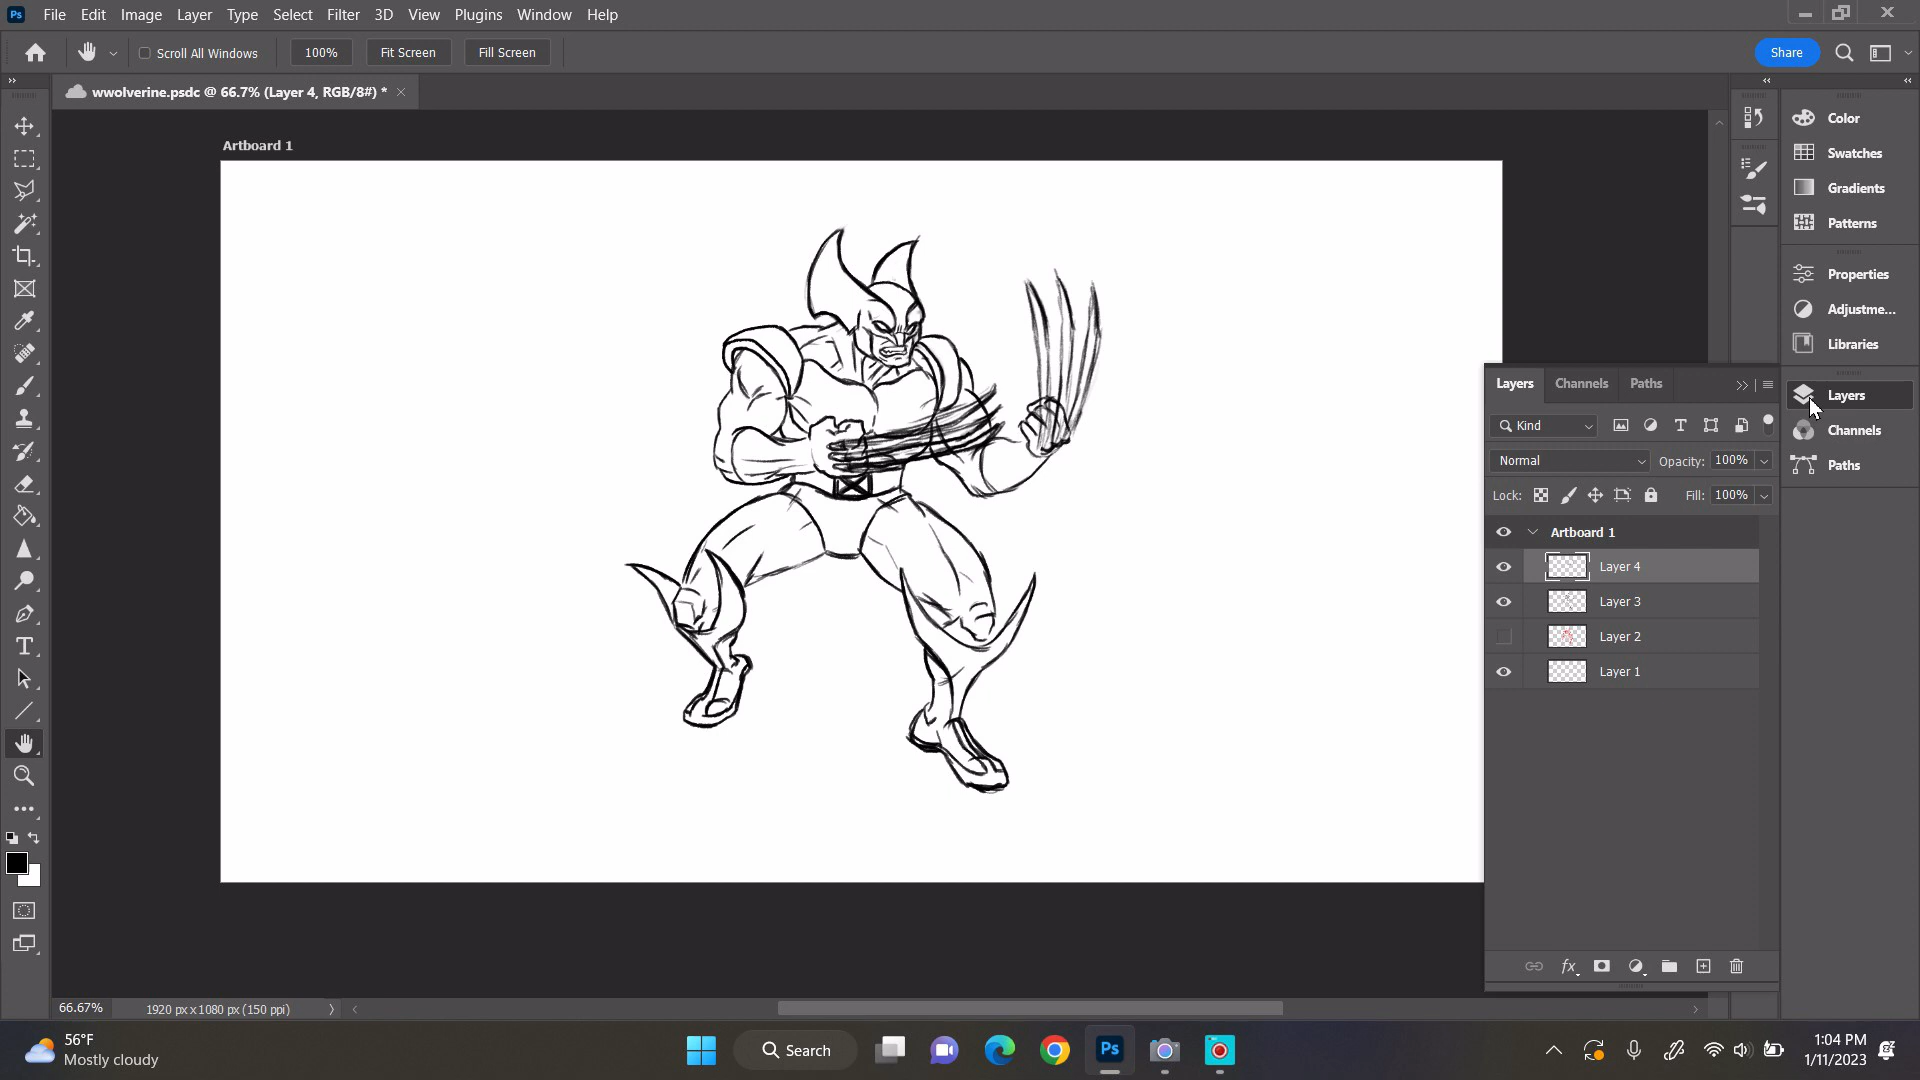 Ps File Edit Image Layer Type Select Filter 3D View Plugins Window Help
Scroll All Windows 100% Fit Screen Fill Screen Share
wwolverine.psdc @ 66.7% (Layer 4, RGB/8#) *
Artboard 1
Color
Swatches
Gradients
Patterns
Properties
Adjustme...
Libraries
Layers
Channels
Paths
Layers Channels Paths
Kind
Normal Opacity: 100%
Lock: Fill: 100%
Artboard 1
Layer 4
Layer 3
Layer 2
Layer 1
fx
66.67% 1920 px x 1080 px (150 ppi)
56°F
Mostly cloudy
Search
Ps
1:04 PM
1/11/2023